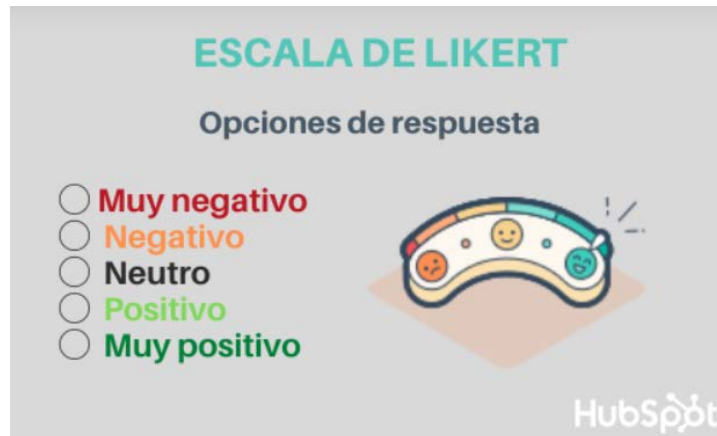 ESCALA DE LIKERT
Opciones de respuesta
Muy negativo
Negativo
Neutro
Positivo
Muy positivo
HubSpot